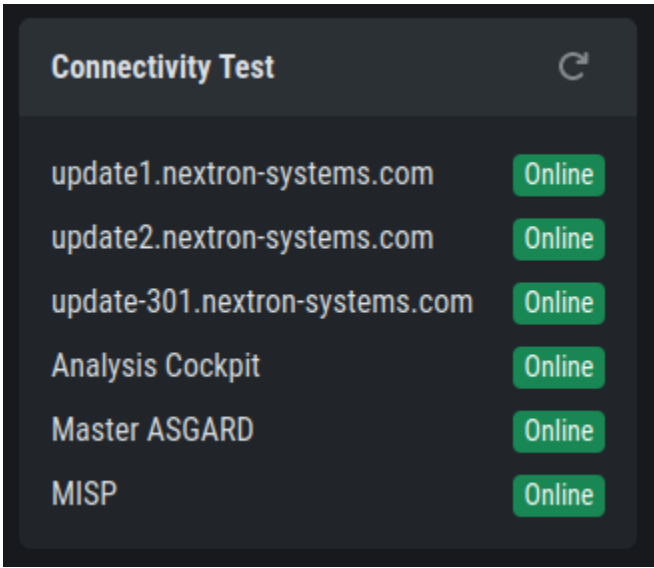 Connectivity Test
update1.nextron-systems.com Online
update2.nextron-systems.com Online
update-301.nextron-systems.com Online
Analysis Cockpit Online
Master ASGARD Online
MISP Online